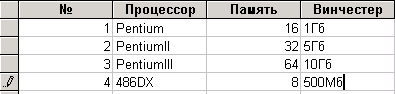 № Процессор Память Винчестер
1 Pentium 16 1Гб
2 PentiumII 32 5Гб
3 PentiumIII 64 10Гб
4 486DX 8 500Мб